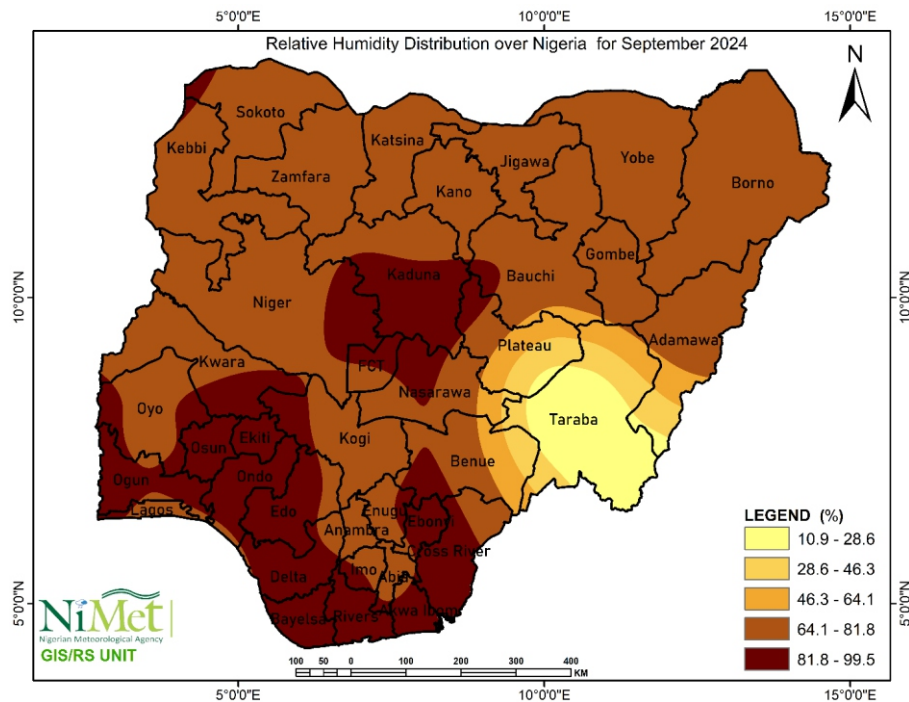 5°0'0"E 10°0'0"E 15°0'0"E
Relative Humidity Distribution over Nigeria for September 2024
N
Sokoto
Kebbi
Zamfara
Katsina
Kano
Jigawa
Yobe
Borno
Gombe
Bauchi
Kaduna
10°0'0"N
10°0'0"N
Niger
Adamawa
Plateau
Kwara
FCT
Nasarawa
Oyo
Taraba
Kogi
Osun
Ekiti
Benue
Ogun
Ondo
Lagos
Edo
Enugu
Anambra
Ebonyi
Cross River
Imo
Abia
Delta
Bayelsa
Rivers
Akwa Ibom
5°0'0"N
5°0'0"N
LEGEND (%)
10.9 - 28.6
28.6 - 46.3
46.3 - 64.1
64.1 - 81.8
81.8 - 99.5
NiMet
Nigerian Meteorological Agency
GIS/RS UNIT
100 50 0 100 200 300 400
KM
5°0'0"E 10°0'0"E 15°0'0"E